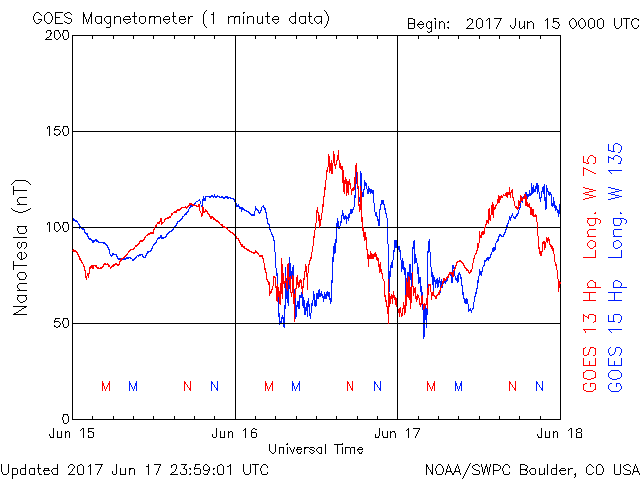 GOES Magnetometer (1 minute data)
Begin: 2017 Jun 15 0000 UTC
200
150
100
50
0
NanoTesla (nT)
M M N N M M N N M M N N
Jun 15 Jun 16 Jun 17 Jun 18
Universal Time
GOES 13 Hp Long. W 75
GOES 15 Hp Long. W 135
Updated 2017 Jun 17 23:59:01 UTC
NOAA/SWPC Boulder, CO USA